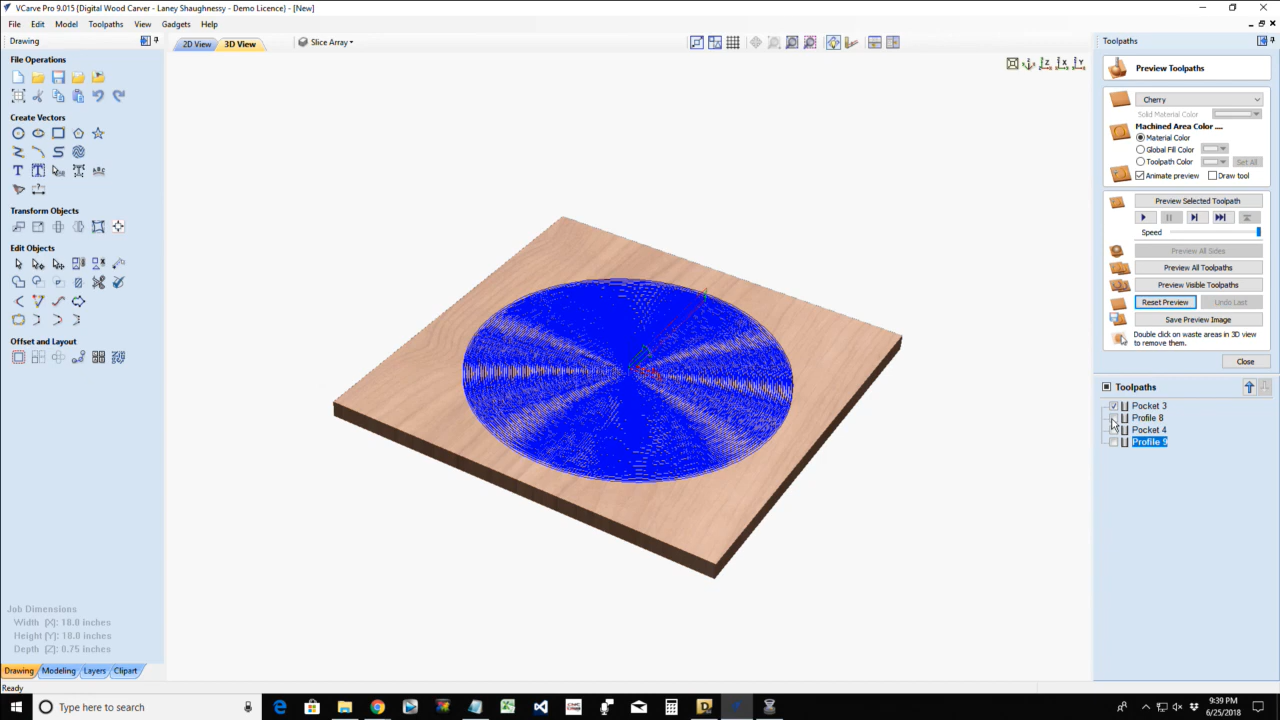 VCarve Pro 9.015 {Digital Wood Carver - Laney Shaughnessy - Demo Licence} - [New]
File Edit Model Toolpaths View Gadgets Help
Drawing
2D View 3D View Slice Array
Toolpaths
File Operations
Create Vectors
Transform Objects
Edit Objects
Offset and Layout
Job Dimensions
Width (X): 18.0 inches
Height (Y): 18.0 inches
Depth (Z): 0.75 inches
Drawing Modeling Layers Clipart
Ready
Preview Toolpaths
Cherry
Solid Material Color
Machined Area Color ....
Material Color
Global Fill Color
Toolpath Color Set All
Animate preview Draw tool
Preview Selected Toolpath
Speed
Preview All Sides
Preview All Toolpaths
Preview Visible Toolpaths
Reset Preview Undo Last
Save Preview Image
Double click on waste areas in 3D view
to remove them.
Close
Toolpaths
Pocket 3
Profile 8
Pocket 4
Profile 9
Type here to search
9:39 PM
6/25/2018